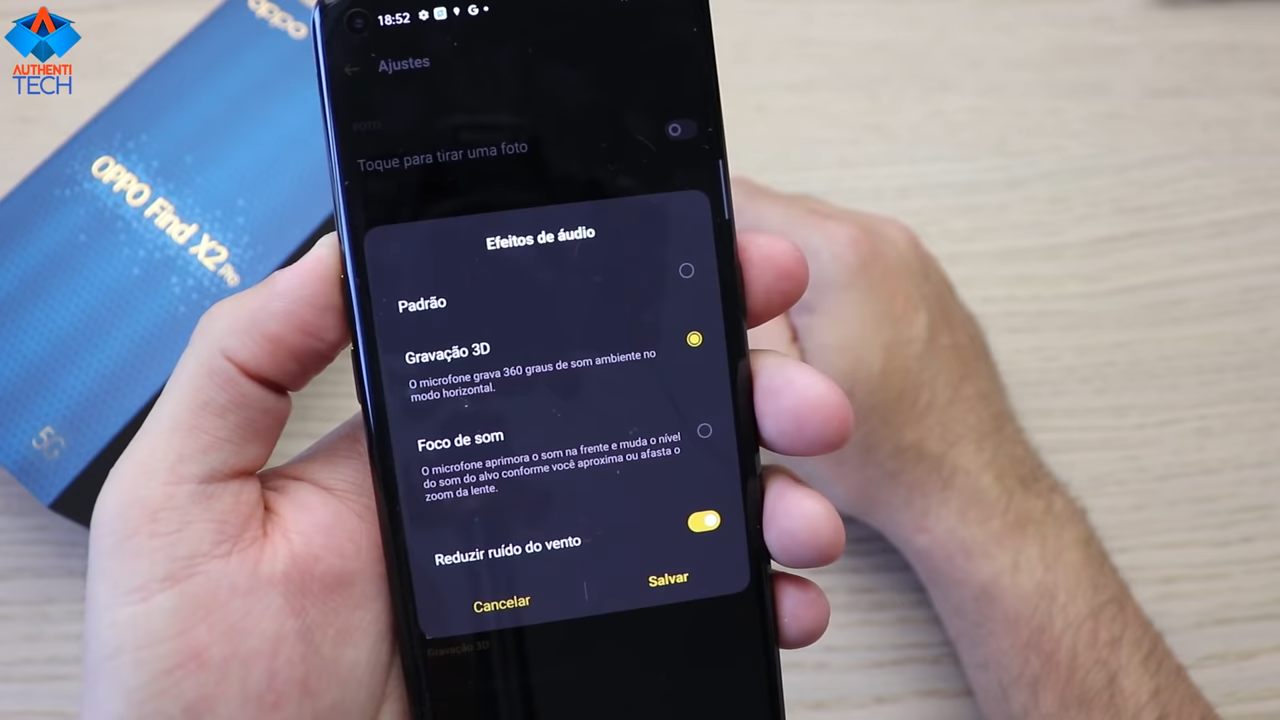 AUTHENTI
TECH
oppo
OPPO Find X2 Pro
5G
18:52
Ajustes
FOTO
Toque para tirar uma foto
Efeitos de áudio
Padrão
Gravação 3D
O microfone grava 360 graus de som ambiente no
modo horizontal.
Foco de som
O microfone aprimora o som na frente e muda o nível
do som do alvo conforme você aproxima ou afasta o
zoom da lente.
Reduzir ruído do vento
Cancelar
Salvar
Gravação 3D